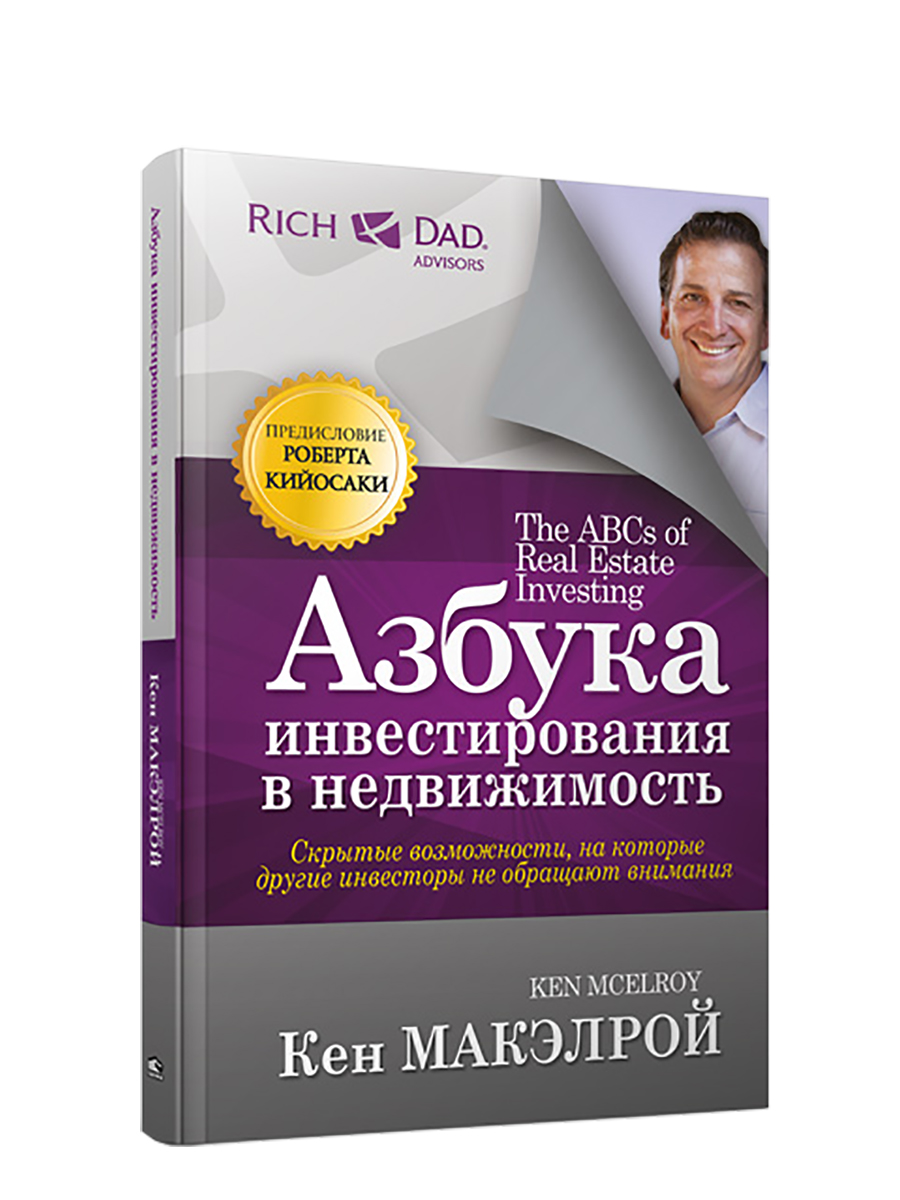 RICH DAD.
ADVISORS
ПРЕДИСЛОВИЕ
РОБЕРТА
КИЙОСАКИ
The ABCs of
Real Estate
Investing
Азбука
инвестирования
в недвижимость
Скрытые возможности, на которые
другие инвесторы не обращают внимания
KEN MCELROY
Кен МАКЭЛРОЙ
Азбука инвестирования в недвижимость
Кен МАКЭЛРОЙ